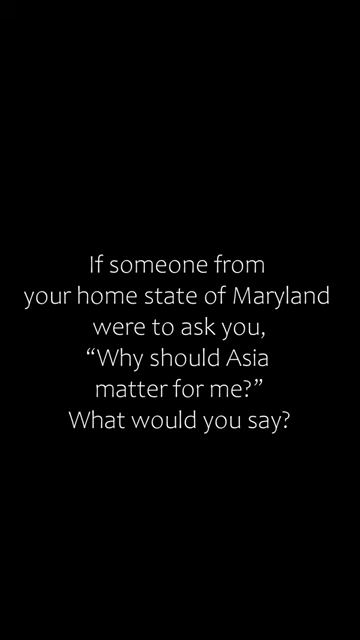 If someone from
your home state of Maryland
were to ask you,
“Why should Asia
matter for me?”
What would you say?